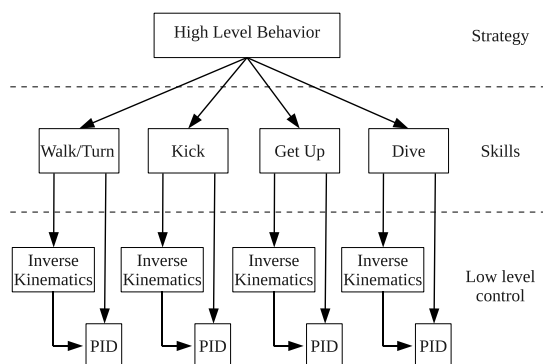 High Level Behavior
Strategy
Walk/Turn
Kick
Get Up
Dive
Skills
Inverse
Kinematics
Inverse
Kinematics
Inverse
Kinematics
Inverse
Kinematics
Low level
control
PID
PID
PID
PID